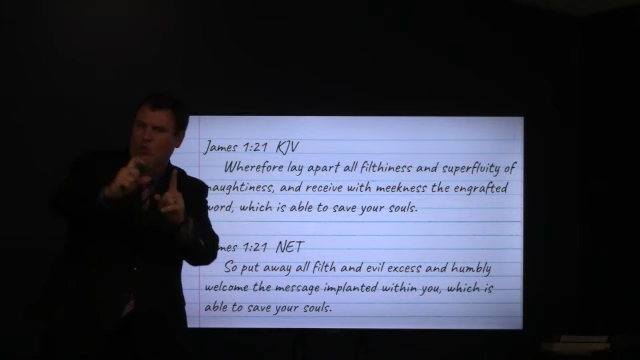 James 1:21 KJV
Wherefore lay apart all filthiness and superfluity of
naughtiness, and receive with meekness the engrafted
word, which is able to save your souls.
James 1:21 NET
So put away all filth and evil excess and humbly
welcome the message implanted within you, which is
able to save your souls.